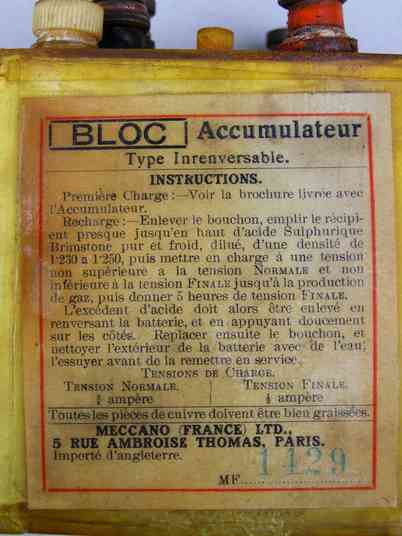 BLOC Accumulateur
Type Inrenversable.
INSTRUCTIONS.
Première Charge :—Voir la brochure livrée avec
l'Accumulateur.
Recharge :—Enlever le bouchon, emplir le récipi-
ent presque jusqu'en haut d'acide Sulphurique
Brimstone pur et froid, dilué, d'une densité de
1·230 à 1·250, puis mettre en charge à une tension
non supérieure a la tension NORMALE et non
inférieure à la tension FINALE jusqu'à la production
de gaz, puis donner 5 heures de tension FINALE.
L'excédent d'acide doit alors être enlevé en
renversant la batterie, et en appuyant doucement
sur les côtés. Replacer ensuite le bouchon, et
nettoyer l'extérieur de la batterie avec de l'eau,
l'essuyer avant de la remettre en service.
TENSIONS DE CHARGE.
TENSION NORMALE. TENSION FINALE.
ampère ampère
Toutes les pièces de cuivre doivent être bien graissées.
MECCANO (FRANCE) LTD.,
5 RUE AMBROISE THOMAS, PARIS.
Importé d'angleterre.
MF 1429